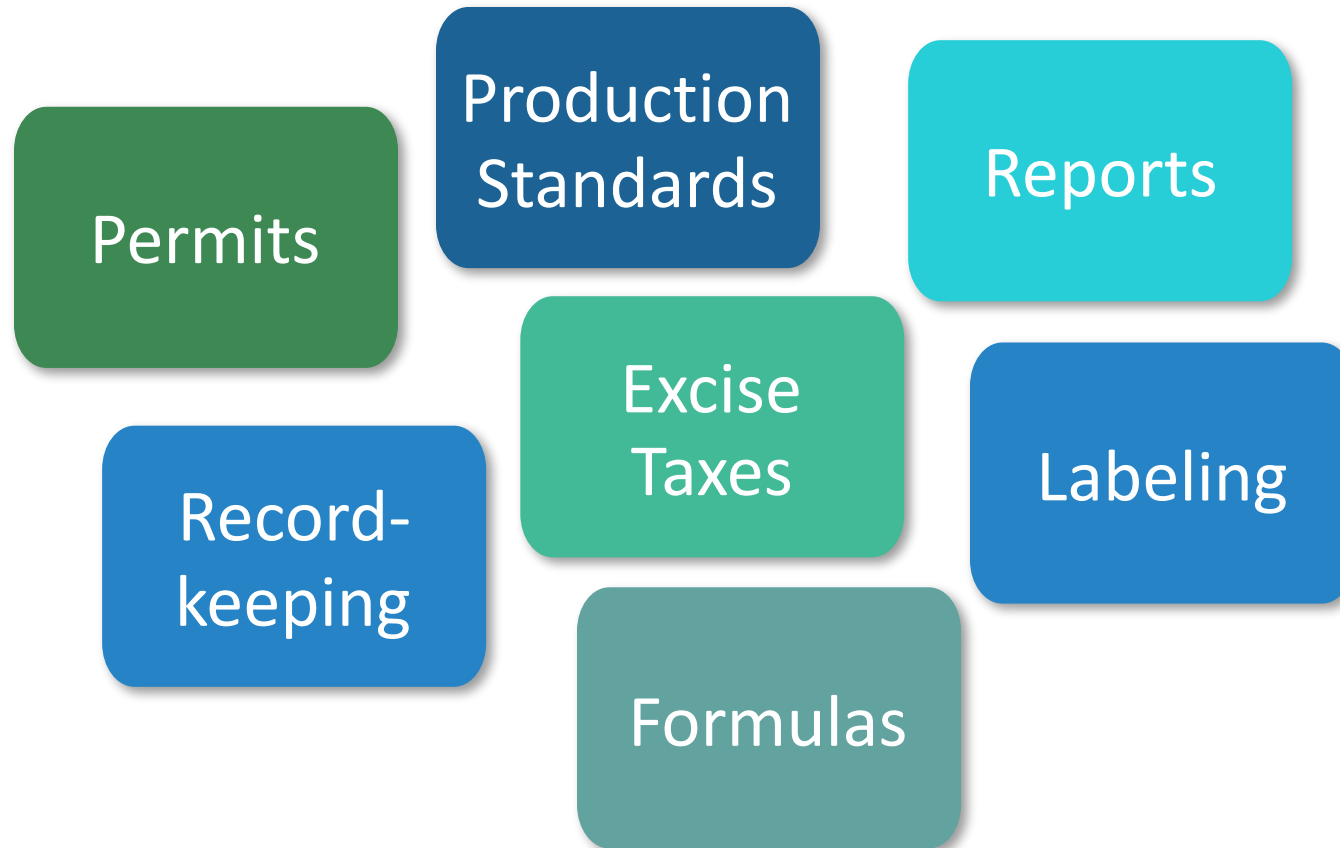 Production
Standards
Reports
Permits
Excise
Taxes
Labeling
Record-
keeping
Formulas